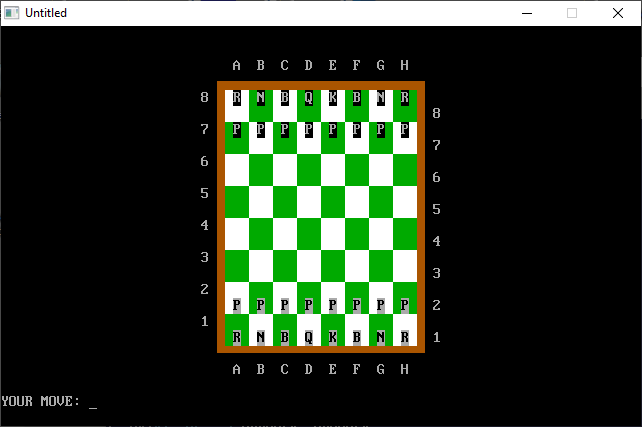 Untitled
A B C D E F G H
8 R N B Q K B N R
8
7 P P P P P P P P
7
6
6
5
5
4
4
3
3
2
P P P P P P P P 2
1
R N B Q K B N R 1
A B C D E F G H
YOUR MOVE: _